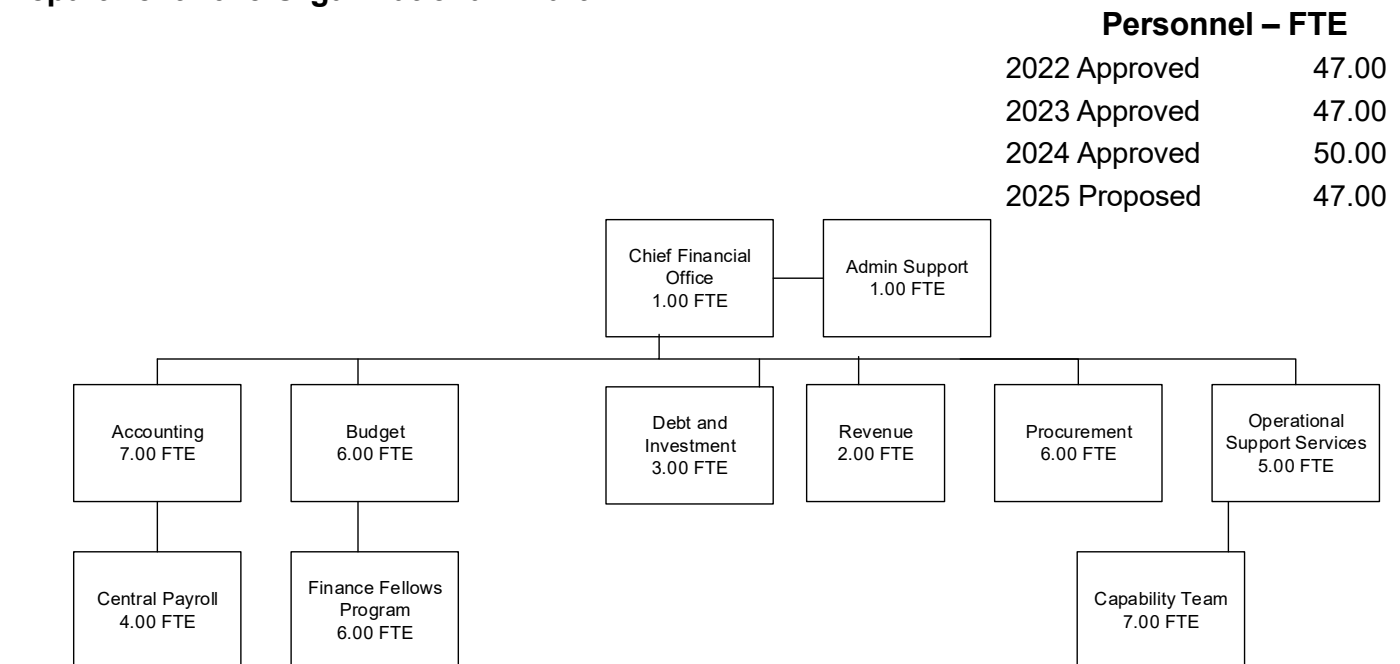 Personnel – FTE
2022 Approved 47.00
2023 Approved 47.00
2024 Approved 50.00
2025 Proposed 47.00
Chief Financial
Office
1.00 FTE
Admin Support
1.00 FTE
Accounting
7.00 FTE
Budget
6.00 FTE
Debt and
Investment
3.00 FTE
Revenue
2.00 FTE
Procurement
6.00 FTE
Operational
Support Services
5.00 FTE
Central Payroll
4.00 FTE
Finance Fellows
Program
6.00 FTE
Capability Team
7.00 FTE